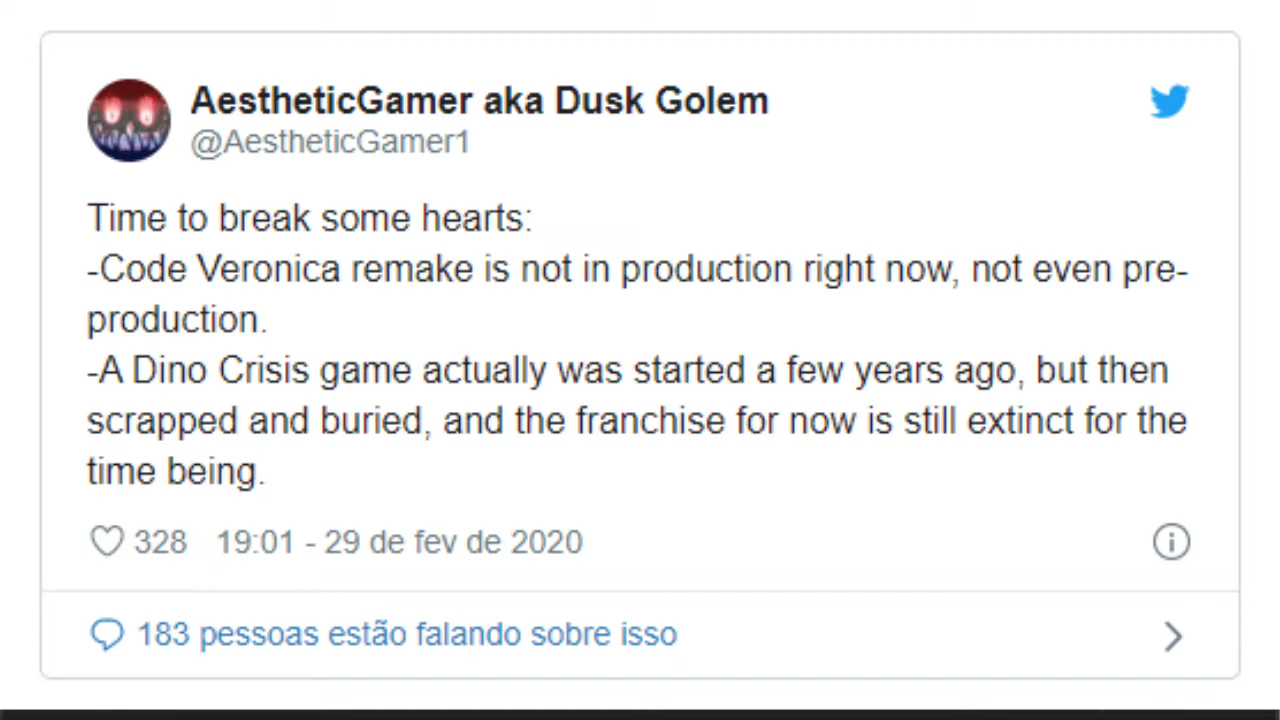 AestheticGamer aka Dusk Golem
@AestheticGamer1
Time to break some hearts:
-Code Veronica remake is not in production right now, not even pre-
production.
-A Dino Crisis game actually was started a few years ago, but then
scrapped and buried, and the franchise for now is still extinct for the
time being.
328 19:01 - 29 de fev de 2020
183 pessoas estão falando sobre isso